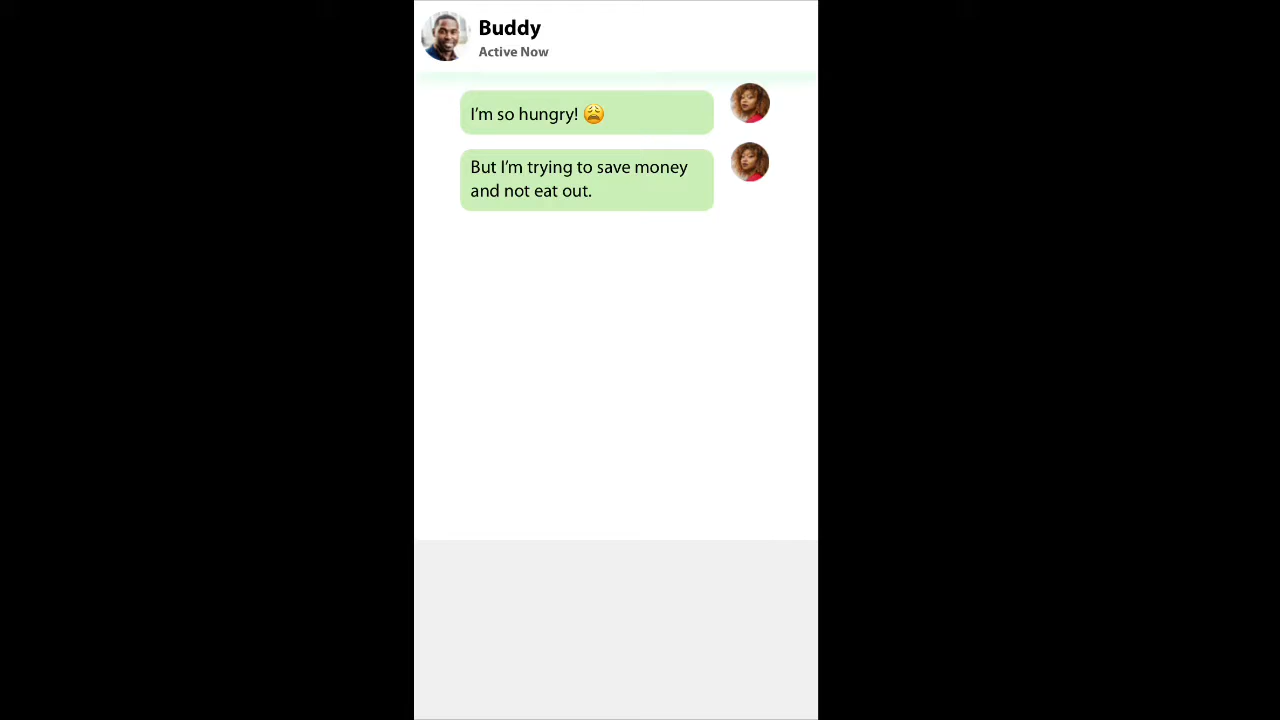 Buddy
Active Now
I’m so hungry! 😩
But I’m trying to save money
and not eat out.